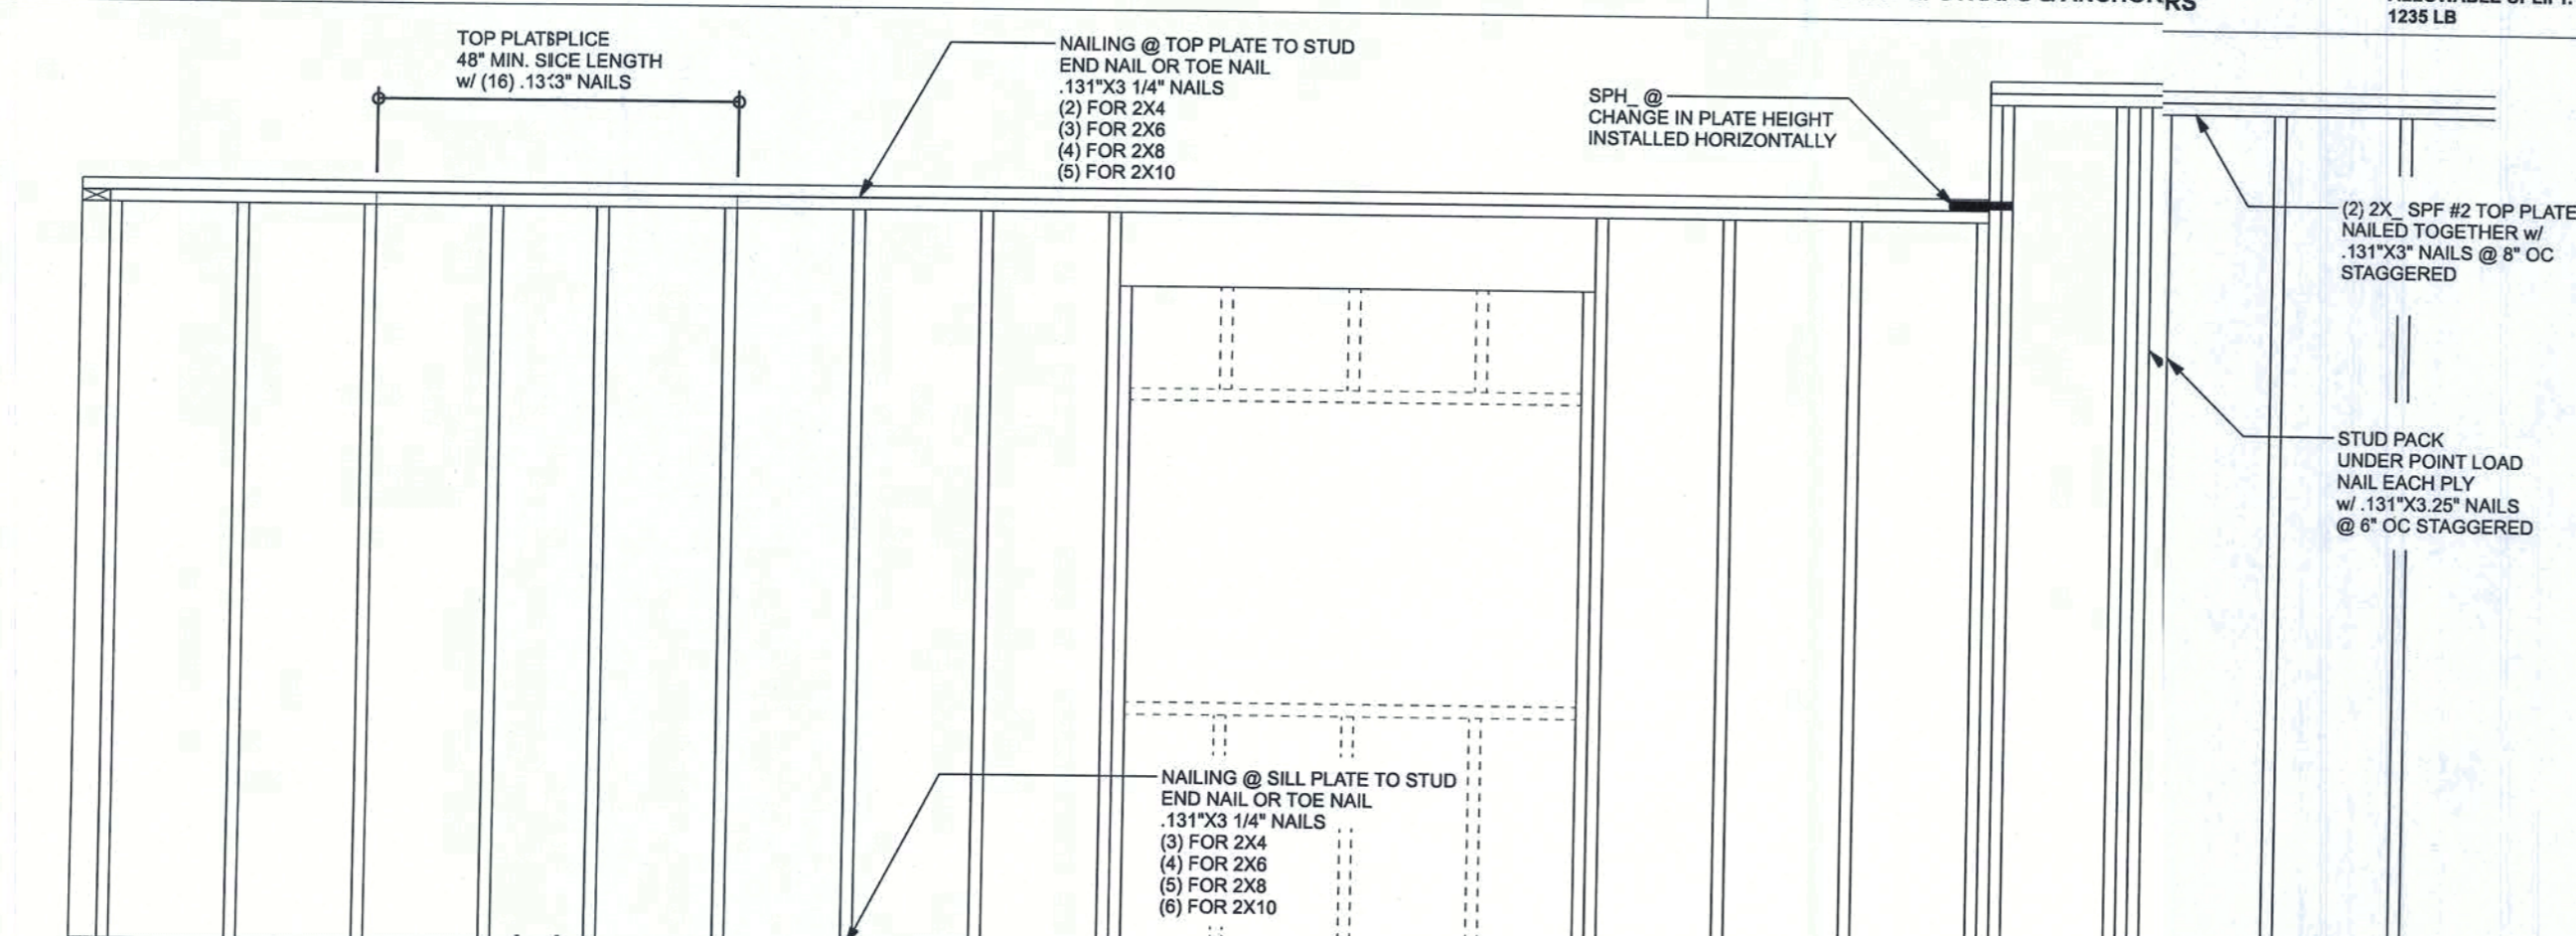 1235 LB
TOP PLATSPLICE
48" MIN. SICE LENGTH
w/ (16) .1313" NAILS
NAILING @ TOP PLATE TO STUD
END NAIL OR TOE NAIL
.131"X3 1/4" NAILS
(2) FOR 2X4
(3) FOR 2X6
(4) FOR 2X8
(5) FOR 2X10
SPH_ @
CHANGE IN PLATE HEIGHT
INSTALLED HORIZONTALLY
(2) 2X_ SPF #2 TOP PLATE
NAILED TOGETHER w/
.131"X3" NAILS @ 8" OC
STAGGERED
STUD PACK
UNDER POINT LOAD
NAIL EACH PLY
w/ .131"X3.25" NAILS
@ 6" OC STAGGERED
NAILING @ SILL PLATE TO STUD
END NAIL OR TOE NAIL
.131"X3 1/4" NAILS
(3) FOR 2X4
(4) FOR 2X6
(5) FOR 2X8
(6) FOR 2X10